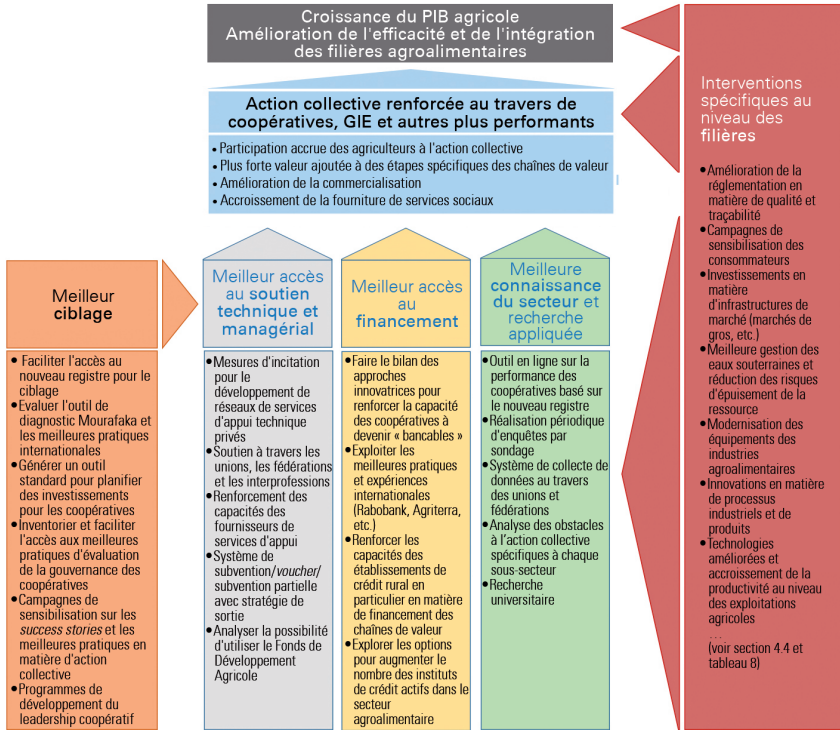 Croissance du PIB agricole
Amélioration de l'efficacité et de l'intégration
des filières agroalimentaires
Action collective renforcée au travers de
coopératives, GIE et autres plus performants
• Participation accrue des agriculteurs à l'action collective
• Plus forte valeur ajoutée à des étapes spécifiques des chaînes de valeur
• Amélioration de la commercialisation
• Accroissement de la fourniture de services sociaux
Meilleur
ciblage
• Faciliter l'accès au
nouveau registre pour le
ciblage
• Evaluer l'outil de
diagnostic Mourafaka et
les meilleures pratiques
internationales
• Générer un outil
standard pour planifier
des investissements
pour les coopératives
• Inventorier et faciliter
l'accès aux meilleures
pratiques d'évaluation
de la gouvernance des
coopératives
• Campagnes de
sensibilisation sur les
success stories et les
meilleures pratiques en
matière d'action
collective
• Programmes de
développement du
leadership coopératif
Meilleur accès
au soutien
technique et
managérial
• Mesures d'incitation
pour le
développement de
réseaux de services
d'appui technique
privés
• Soutien à travers les
unions, les fédérations
et les interprofessions
• Renforcement des
capacités des
fournisseurs de
services d'appui
• Système de
subvention/voucher/
subvention partielle
avec stratégie de
sortie
• Analyser la possibilité
d'utiliser le Fonds de
Développement
Agricole
Meilleur accès
au
financement
• Faire le bilan des
approches
innovatrices pour
renforcer la capacité
des coopératives à
devenir « bancables »
• Exploiter les
meilleures pratiques
et expériences
internationales
(Rabobank, Agriterra,
etc.)
• Renforcer les
capacités des
établissements de
crédit rural en
particulier en matière
de financement des
chaînes de valeur
• Explorer les options
pour augmenter le
nombre des instituts
de crédit actifs dans le
secteur
agroalimentaire
Meilleure
connaissance
du secteur et
recherche
appliquée
• Outil en ligne sur la
performance des
coopératives basé sur
le nouveau registre
• Réalisation périodique
d'enquêtes par
sondage
• Système de collecte de
données au travers
des unions et
fédérations
• Analyse des obstacles
à l'action collective
spécifiques à chaque
sous-secteur
• Recherche
universitaire
Interventions
spécifiques au
niveau des
filières
• Amélioration de la
réglementation en
matière de qualité et
traçabilité
• Campagnes de
sensibilisation des
consommateurs
• Investissements en
matière
d'infrastructures de
marché (marchés de
gros, etc.)
• Meilleure gestion des
eaux souterraines et
réduction des risques
d'épuisement de la
ressource
• Modernisation des
équipements des
industries
agroalimentaires
• Innovations en matière
de processus
industriels et de
produits
• Technologies
améliorées et
accroissement de la
productivité au niveau
des exploitations
agricoles
...
(voir section 4.4 et
tableau 8)